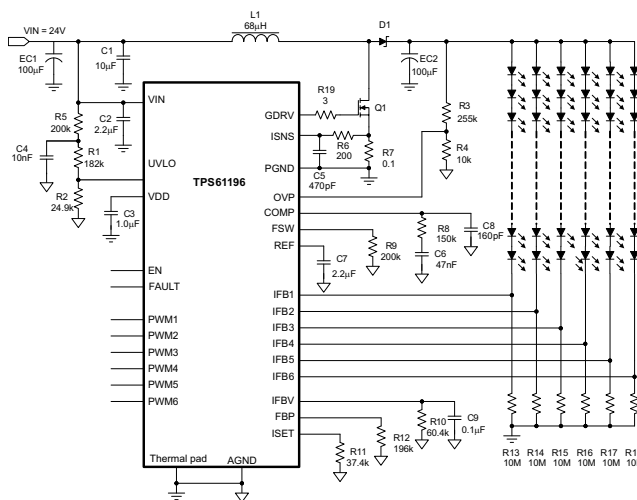 VIN = 24V
EC1
100µF
C1
10µF
L1
68µH
D1
EC2
100µF
R19
3
Q1
R3
255k
R4
10k
R5
200k
C4
10nF
R1
182k
R2
24.9k
C2
2.2µF
C3
1.0µF
TPS61196
VIN
UVLO
VDD
EN
FAULT
PWM1
PWM2
PWM3
PWM4
PWM5
PWM6
Thermal pad
AGND
GDRV
ISNS
PGND
OVP
COMP
FSW
REF
IFB1
IFB2
IFB3
IFB4
IFB5
IFB6
IFBV
FBP
ISET
R6
200
R7
0.1
C5
470pF
R8
150k
C8
160pF
R9
200k
C6
47nF
C7
2.2µF
R10
60.4k
C9
0.1µF
R12
196k
R11
37.4k
R13
10M
R14
10M
R15
10M
R16
10M
R17
10M
10M